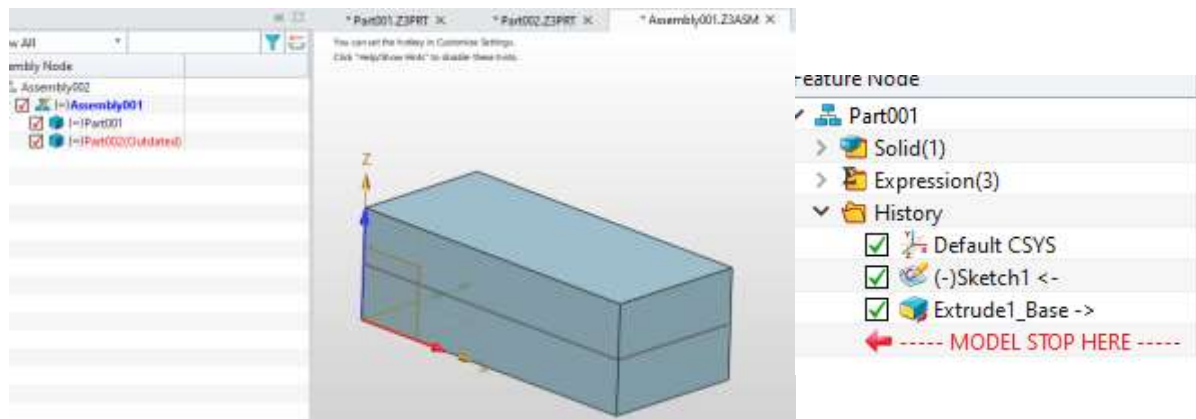 * Part001.Z3PRT × * Part002.Z3PRT × * Assembly001.Z3ASM ×
w All
You can set the hotkey in Customize Settings.
Click "Help/Show Hints" to disable these hints.
embly Node
Assembly002
(-)Assembly001
(-)Part001
(-)Part002(Outdated)
Z
Feature Node
Part001
Solid(1)
Expression(3)
History
Default CSYS
(-)Sketch1 <-
Extrude1_Base ->
----- MODEL STOP HERE -----